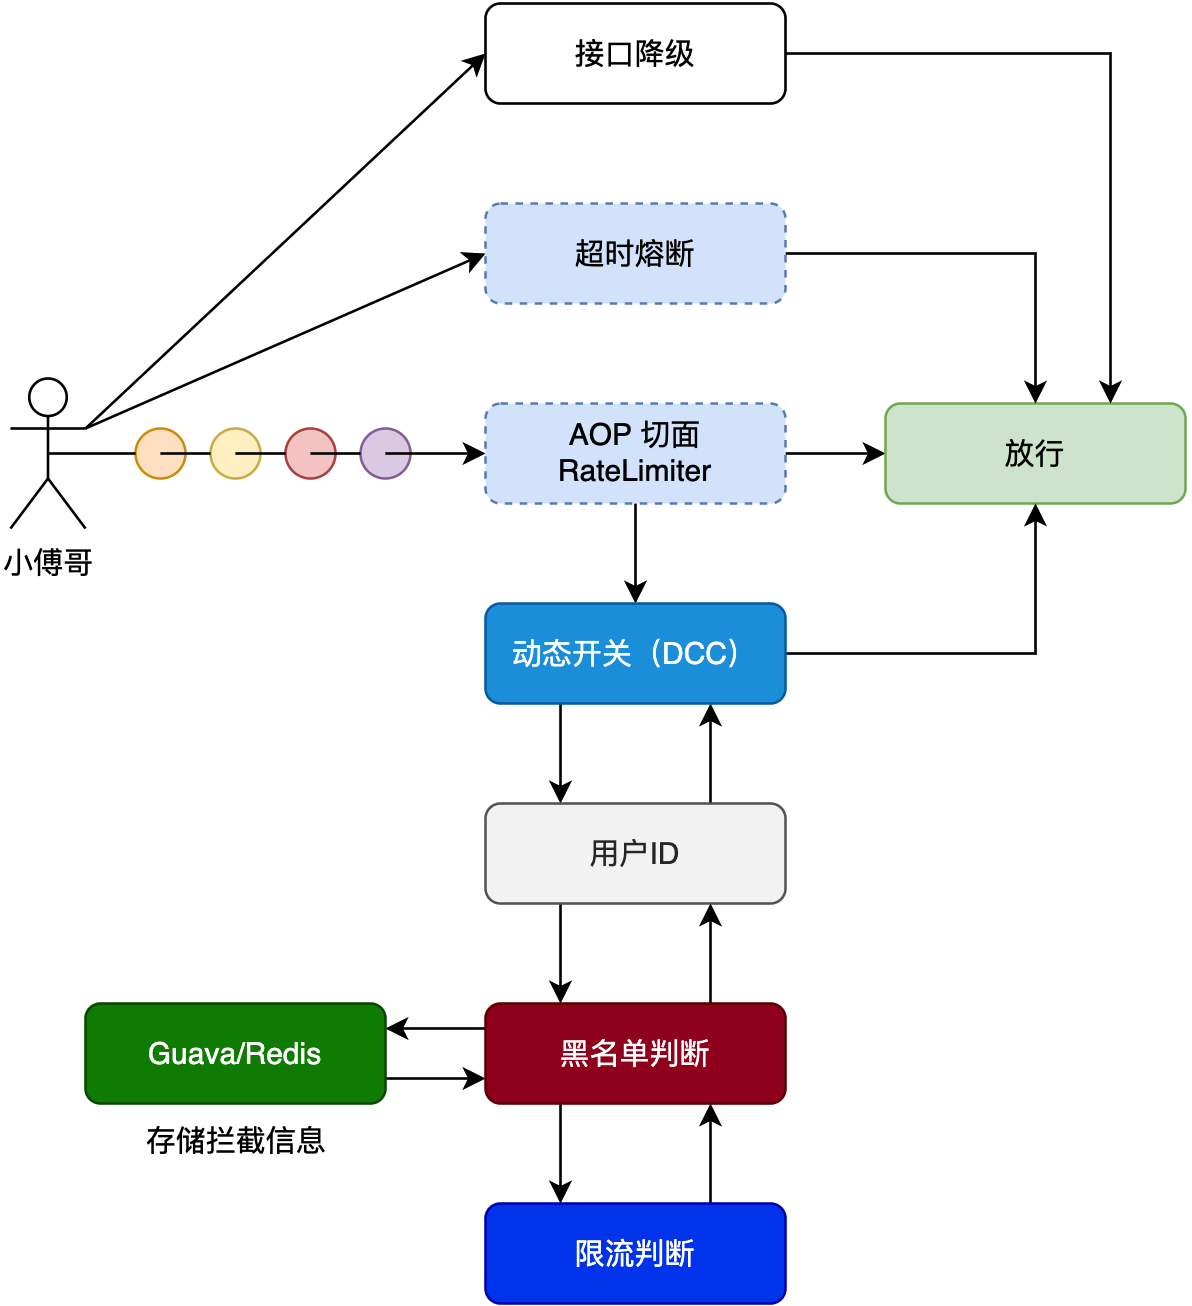 接口降级
超时熔断
AOP 切面
RateLimiter
放行
小傅哥
动态开关（DCC）
用户ID
Guava/Redis
黑名单判断
存储拦截信息
限流判断